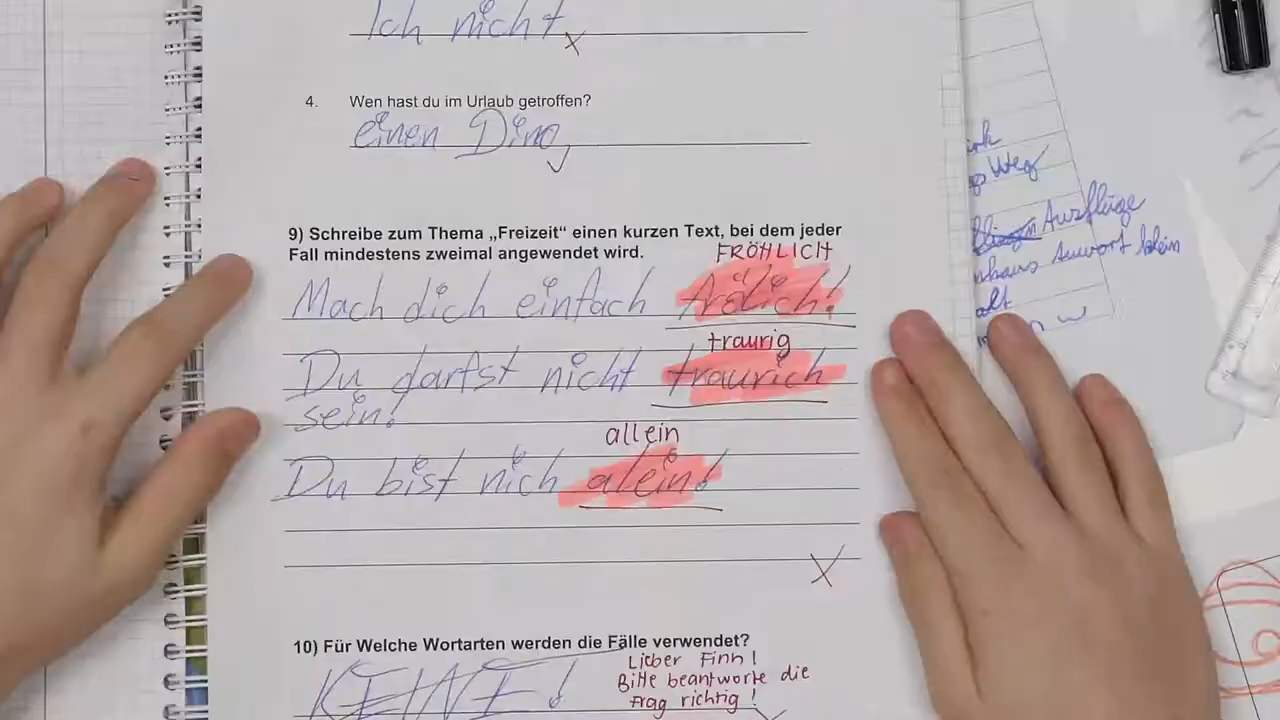 Ich nicht
4. Wen hast du im Urlaub getroffen?
einen Dino
9) Schreibe zum Thema „Freizeit“ einen kurzen Text, bei dem jeder
Fall mindestens zweimal angewendet wird.
FRÖHLICH
Mach dich einfach frölich!
traurig
Du darfst nicht traurich
sein!
allein
Du bist nich alein!
10) Für Welche Wortarten werden die Fälle verwendet?
KEINE!
Lieber Finn!
Bitte beantworte die
Frag richtig!
Weg
Ausflüge